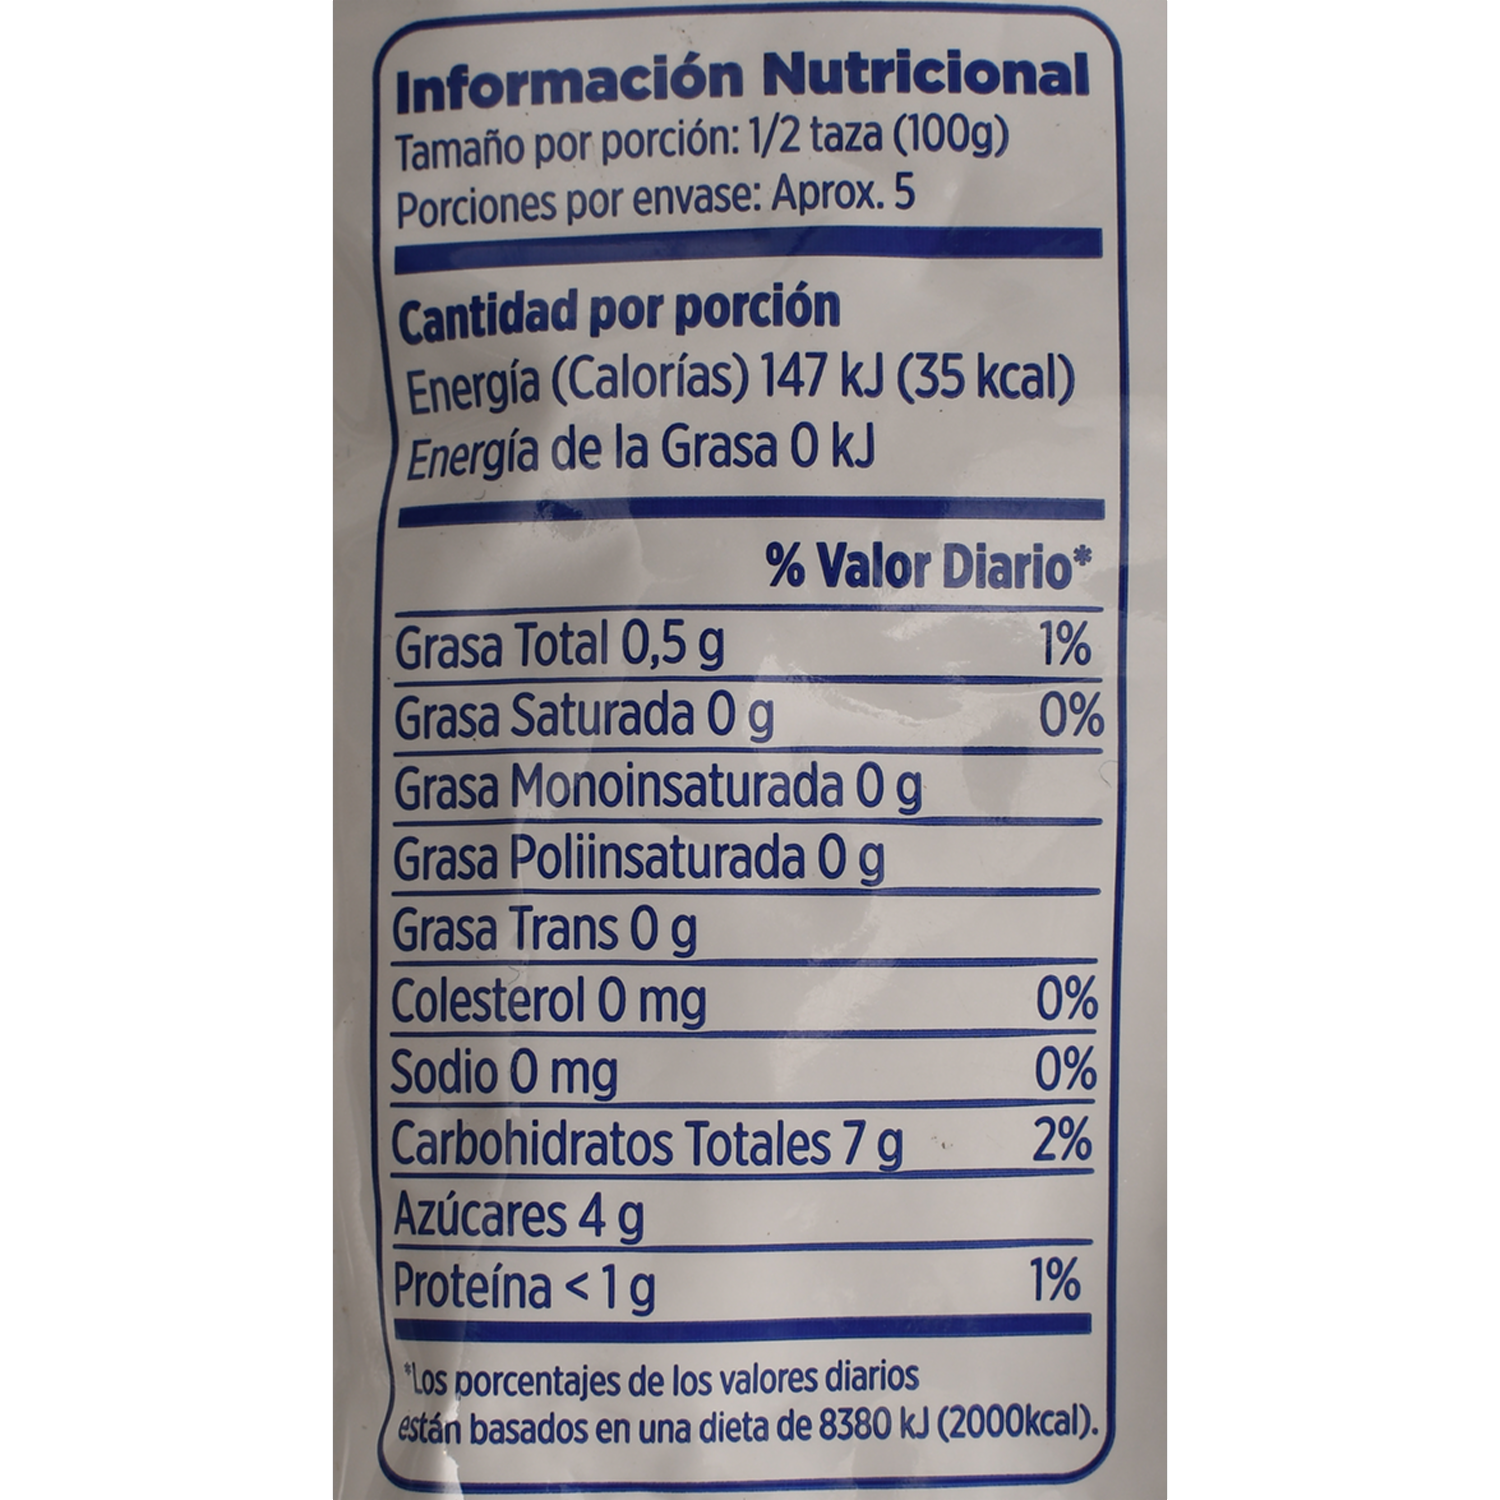 Información Nutricional
Tamaño por porción: 1/2 taza (100g)
Porciones por envase: Aprox. 5
Cantidad por porción
Energía (Calorías) 147 kJ (35 kcal)
Energía de la Grasa 0 kJ
% Valor Diario*
Grasa Total 0,5 g 1%
Grasa Saturada 0 g 0%
Grasa Monoinsaturada 0 g
Grasa Poliinsaturada 0 g
Grasa Trans 0 g
Colesterol 0 mg 0%
Sodio 0 mg 0%
Carbohidratos Totales 7 g 2%
Azúcares 4 g
Proteína < 1 g 1%
*Los porcentajes de los valores diarios
están basados en una dieta de 8380 kJ (2000kcal).